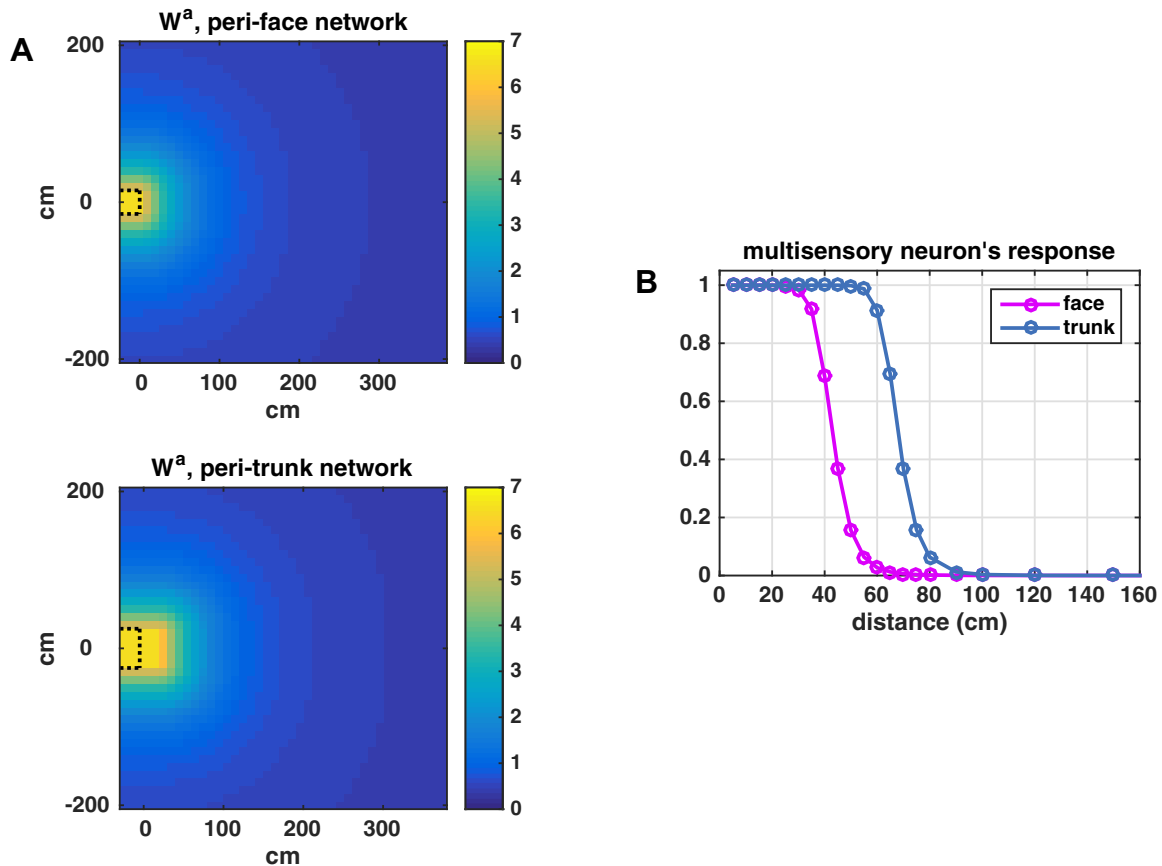 A
Wᵃ, peri-face network
200
0
-200
cm
0 100 200 300
cm
7
6
5
4
3
2
1
0
Wᵃ, peri-trunk network
200
0
-200
cm
0 100 200 300
cm
7
6
5
4
3
2
1
0
B
multisensory neuron's response
1
0.8
0.6
0.4
0.2
0
face
trunk
0 20 40 60 80 100 120 140 160
distance (cm)